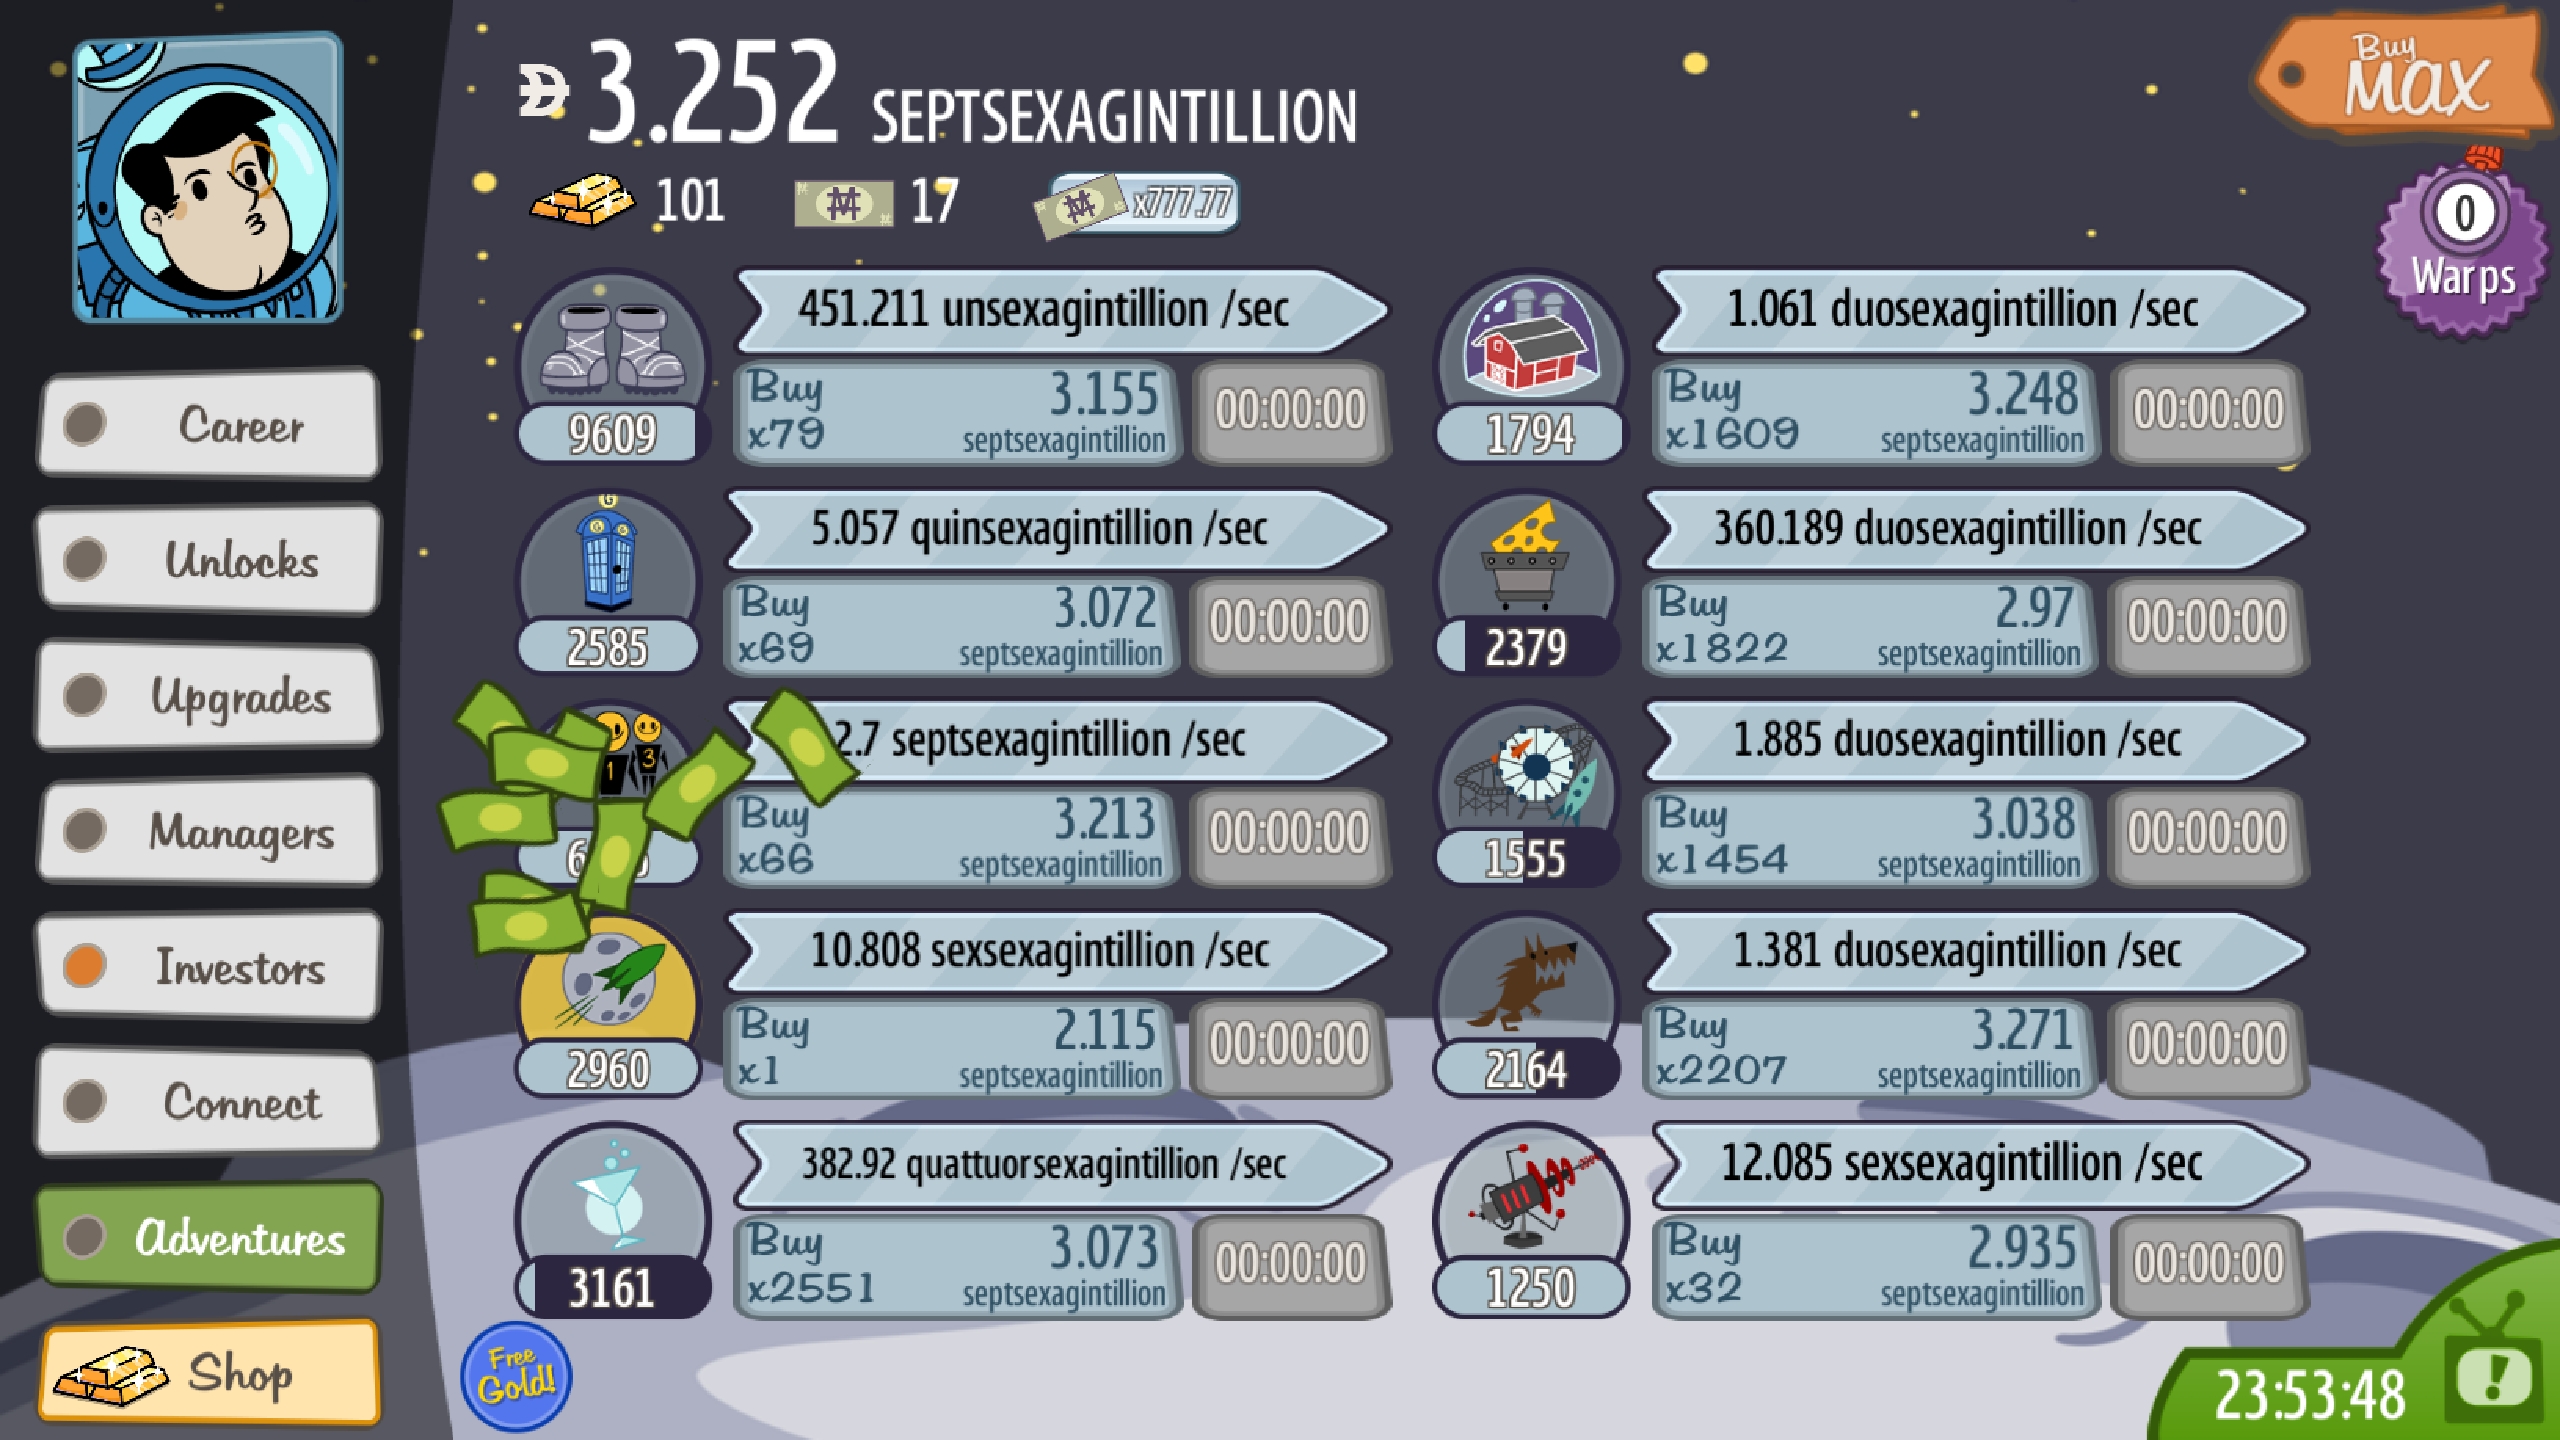 3.252 SEPTSEXAGINTILLION
101
17
x777.77
Buy
MAX
0
Warps
Career
Unlocks
Upgrades
Managers
Investors
Connect
Adventures
Shop
451.211 unsexagintillion /sec
9609
Buy
x79
3.155
septsexagintillion
00:00:00
1.061 duosexagintillion /sec
1794
Buy
x1609
3.248
septsexagintillion
00:00:00
5.057 quinsexagintillion /sec
2585
Buy
x69
3.072
septsexagintillion
00:00:00
360.189 duosexagintillion /sec
2379
Buy
x1822
2.97
septsexagintillion
00:00:00
2.7 septsexagintillion /sec
1 3
Buy
x66
3.213
septsexagintillion
00:00:00
1.885 duosexagintillion /sec
1555
Buy
x1454
3.038
septsexagintillion
00:00:00
10.808 sexsexagintillion /sec
2960
Buy
x1
2.115
septsexagintillion
00:00:00
1.381 duosexagintillion /sec
2164
Buy
x2207
3.271
septsexagintillion
00:00:00
382.92 quattuorsexagintillion /sec
3161
Buy
x2551
3.073
septsexagintillion
00:00:00
12.085 sexsexagintillion /sec
1250
Buy
x32
2.935
septsexagintillion
00:00:00
Free
Gold!
23:53:48